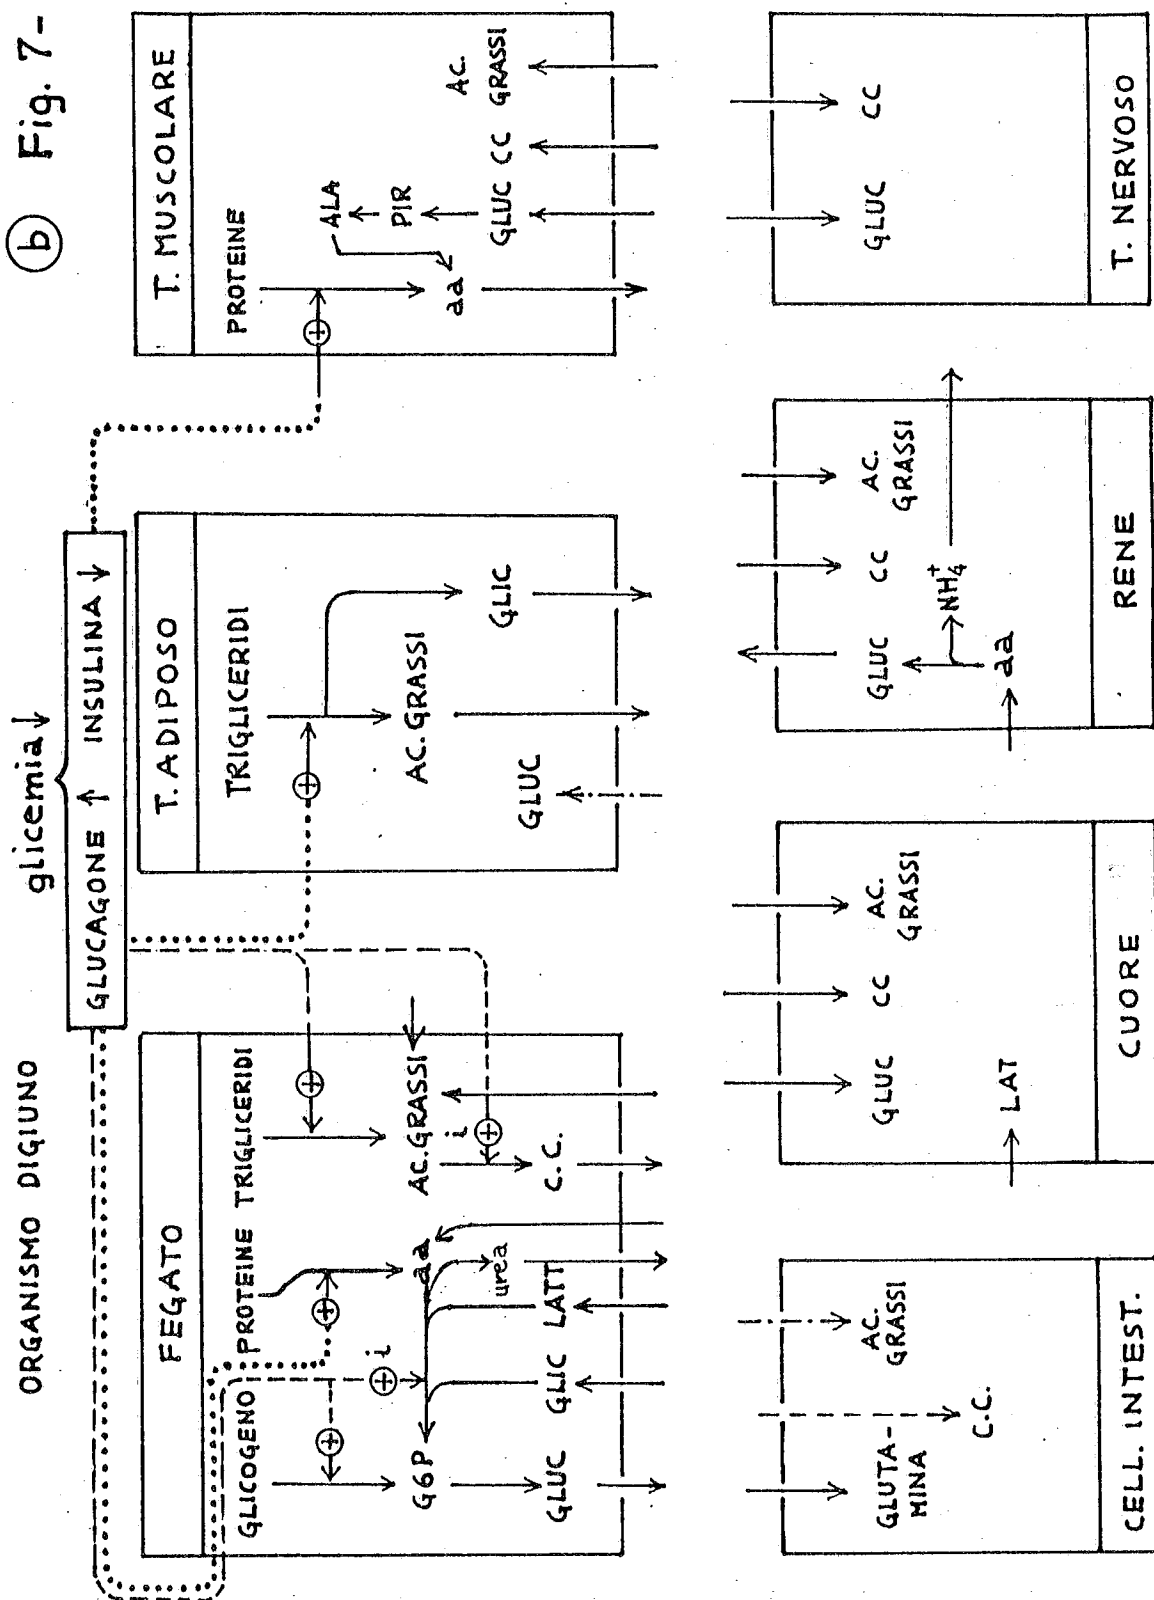 ORGANISMO DIGIUNO
glicemia ↓
GLUCAGONE ↑ INSULINA ↓
b Fig. 7-
FEGATO
GLICOGENO PROTEINE TRIGLICERIDI
+
+
+
+ i
G6P
aa
AC. GRASSI
i +
urea
GLUC GLIC LATT
C.C.
T. ADIPOSO
TRIGLICERIDI
+
AC. GRASSI
GLUC
GLIC
T. MUSCOLARE
PROTEINE
+
ALA
PIR
aa
GLUC CC AC.
GRASSI
GLUTA-
MINA
C.C.
AC.
GRASSI
CELL. INTEST.
GLUC CC AC.
GRASSI
LAT
CUORE
GLUC CC AC.
GRASSI
NH4+
aa
RENE
GLUC CC
T. NERVOSO